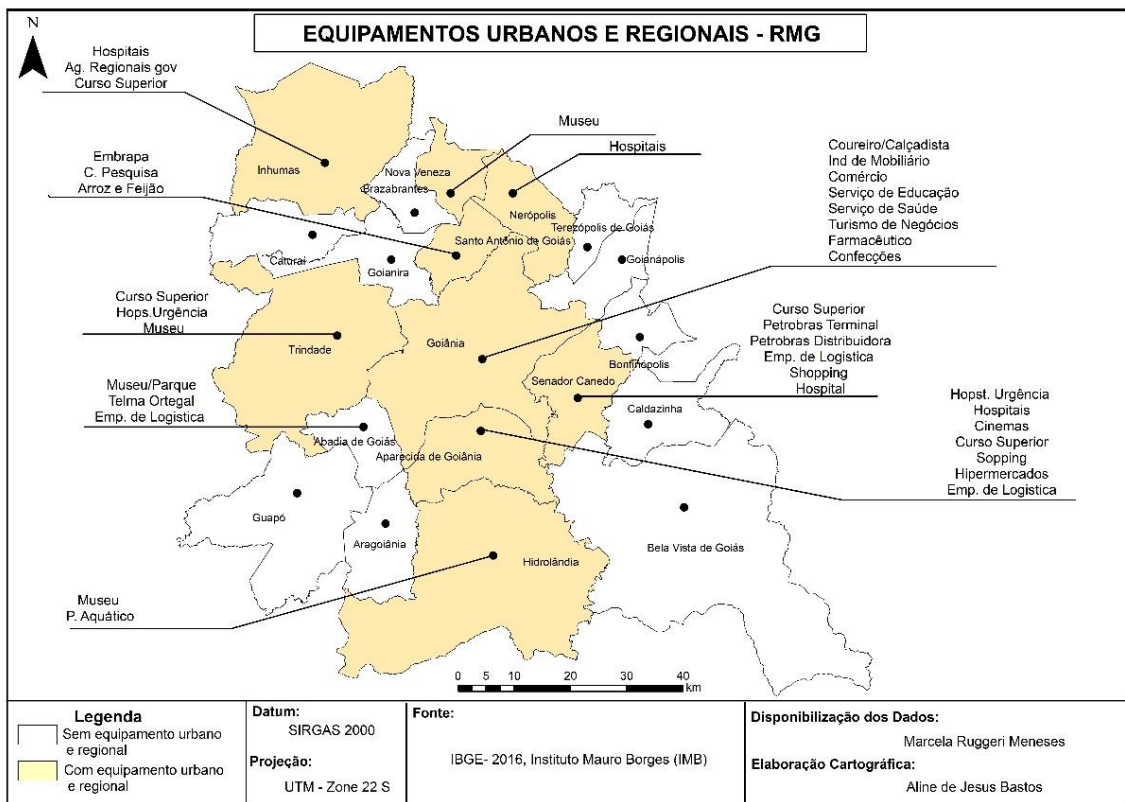 N
EQUIPAMENTOS URBANOS E REGIONAIS - RMG
Hospitais
Ag. Regionais gov
Curso Superior
Museu
Hospitais
Embrapa
C. Pesquisa
Arroz e Feijão
Coureiro/Calçadista
Ind de Mobiliário
Comércio
Serviço de Educação
Serviço de Saúde
Turismo de Negócios
Farmacêutico
Confecções
Inhumas
Nova Veneza
Brazabrantes
Nerópolis
Terezópolis de Goiás
Santo Antônio de Goiás
Caturaí
Goianira
Goianápolis
Curso Superior
Hops.Urgência
Museu
Trindade
Goiânia
Bonfinópolis
Senador Canedo
Caldazinha
Curso Superior
Petrobras Terminal
Petrobras Distribuidora
Emp. de Logistica
Shopping
Hospital
Museu/Parque
Telma Ortegal
Emp. de Logistica
Abadia de Goiás
Aparecida de Goiânia
Hopst. Urgência
Hospitais
Cinemas
Curso Superior
Sopping
Hipermercados
Emp. de Logistica
Guapó
Aragoiânia
Hidrolândia
Bela Vista de Goiás
Museu
P. Aquático
0 5 10 20 30 40
km
Legenda
Sem equipamento urbano
e regional
Com equipamento urbano
e regional
Datum:
SIRGAS 2000
Projeção:
UTM - Zone 22 S
Fonte:
IBGE- 2016, Instituto Mauro Borges (IMB)
Disponibilização dos Dados:
Marcela Ruggeri Meneses
Elaboração Cartográfica:
Aline de Jesus Bastos